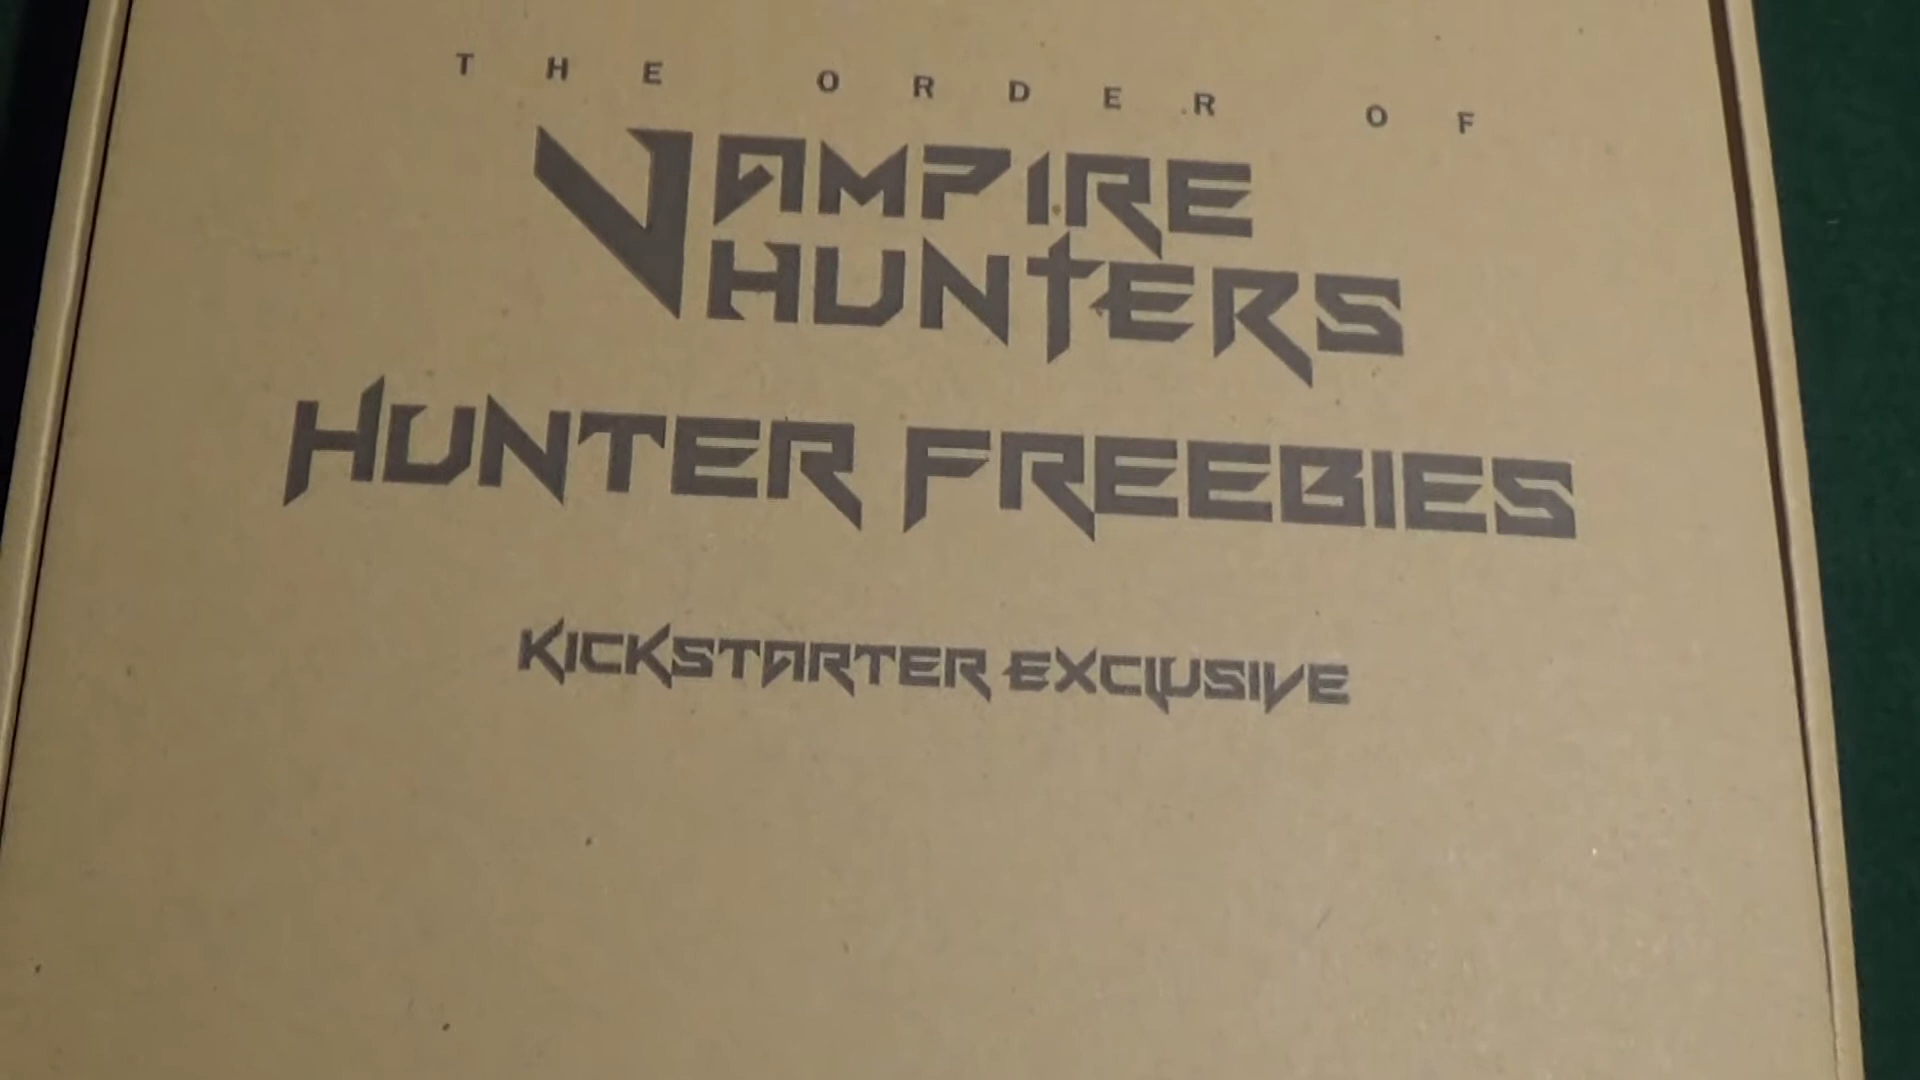 THE ORDER OF
VAMPIRE
HUNTERS
HUNTER FREEBIES
KICKSTARTER EXCLUSIVE